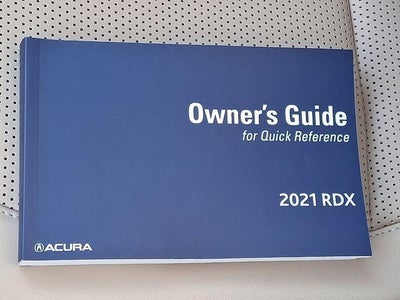 Owner's Guide
for Quick Reference
2021 RDX
ACURA